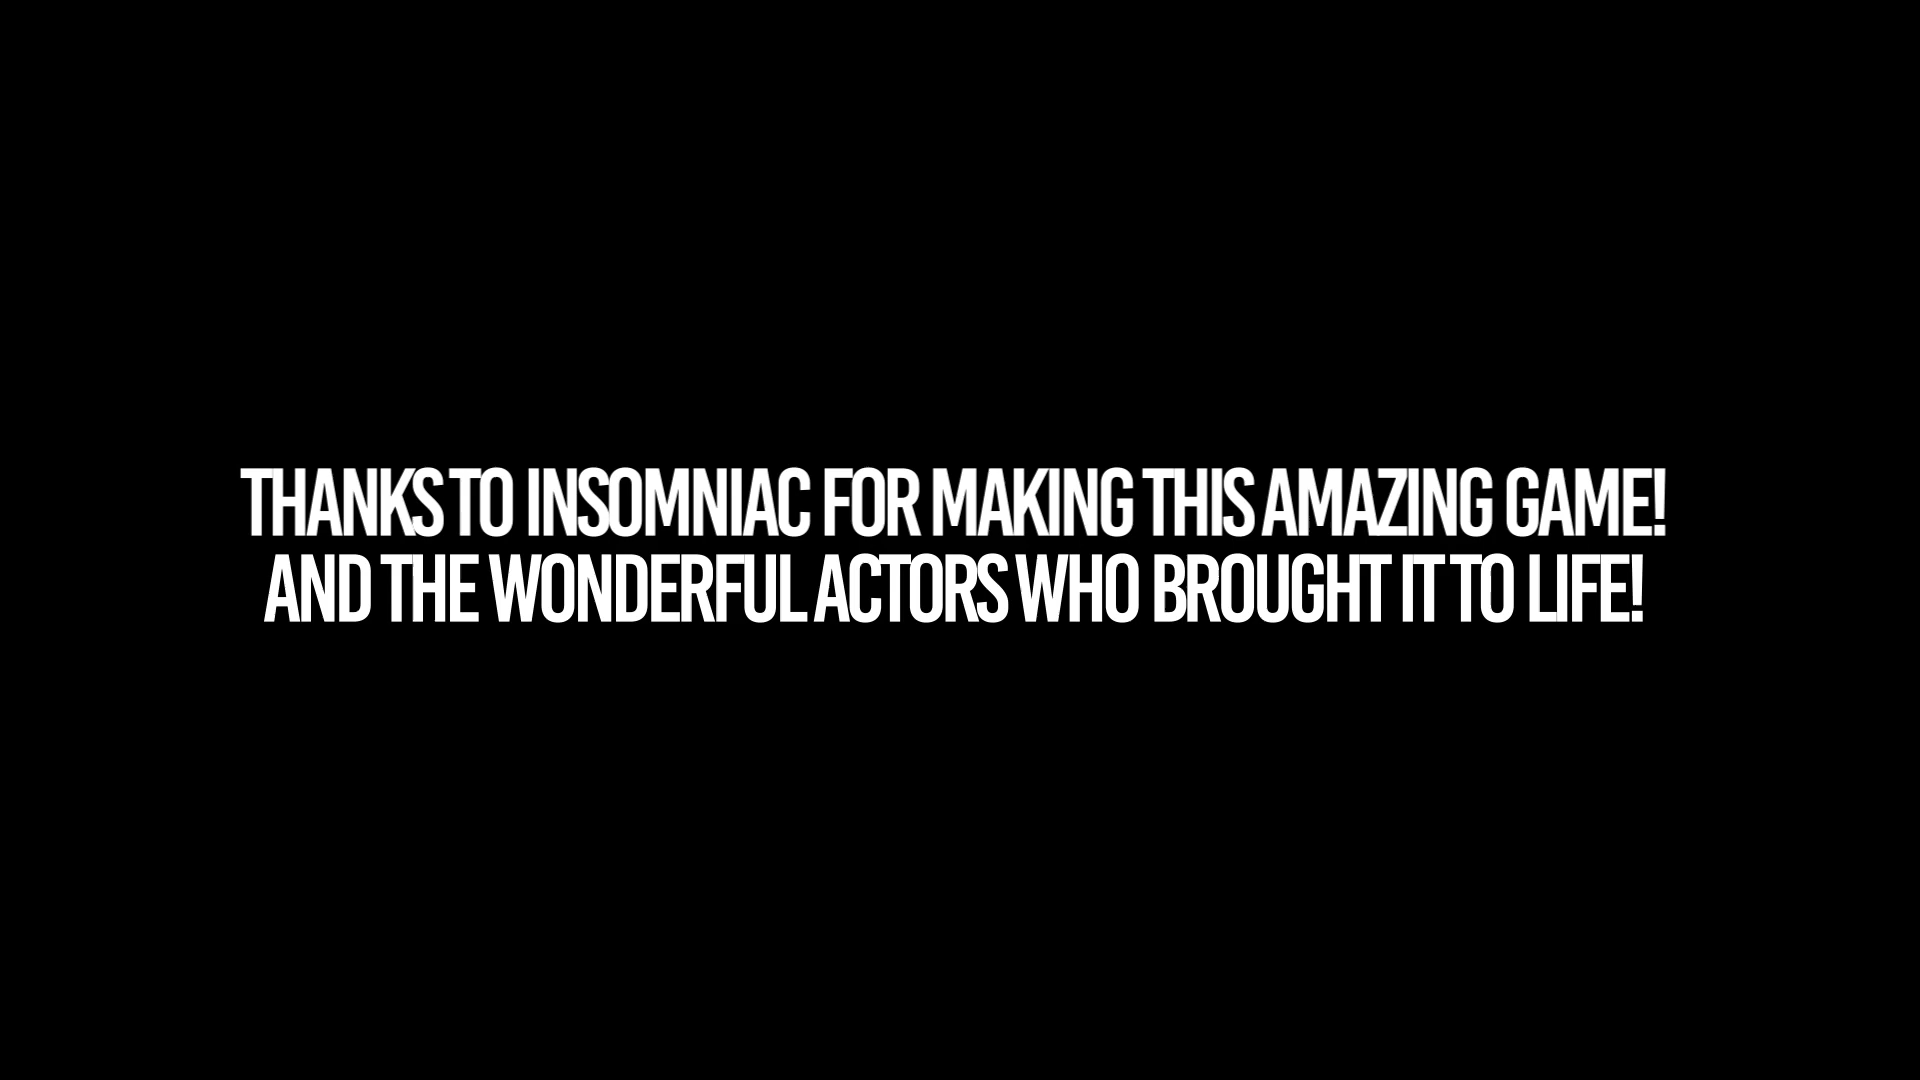 THANKS TO INSOMNIAC FOR MAKING THIS AMAZING GAME!
AND THE WONDERFUL ACTORS WHO BROUGHT IT TO LIFE!